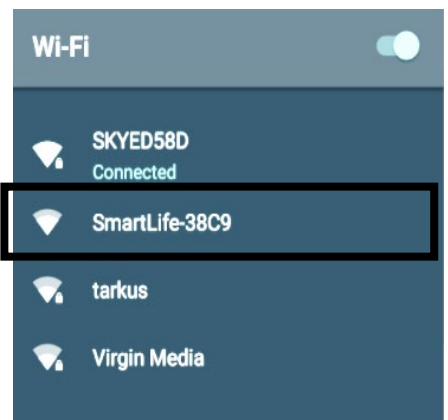 Wi-Fi
SKYED58D
Connected
SmartLife-38C9
tarkus
Virgin Media